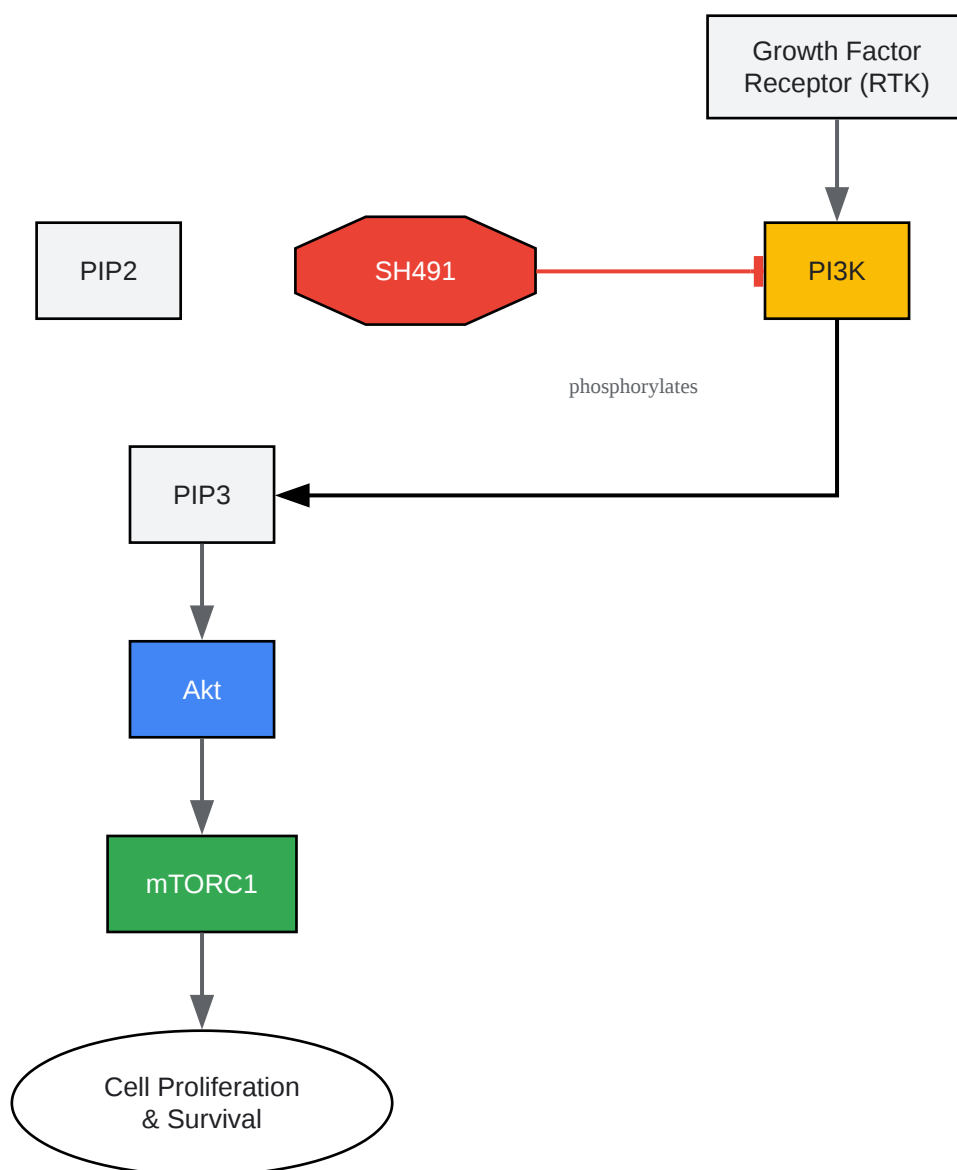 Growth Factor
Receptor (RTK)
PIP2
SH491
PI3K
phosphorylates
PIP3
Akt
mTORC1
Cell Proliferation
& Survival